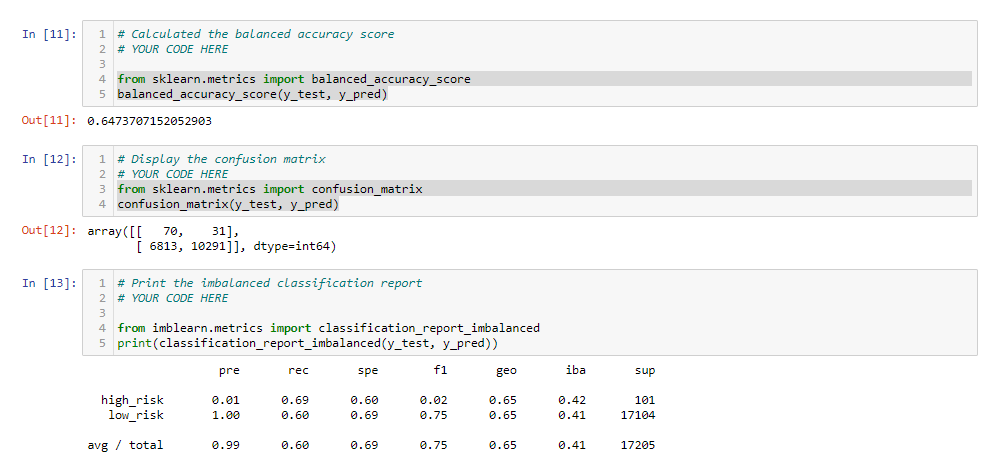 In [11]:
1 # Calculated the balanced accuracy score
2 # YOUR CODE HERE
3
4 from sklearn.metrics import balanced_accuracy_score
5 balanced_accuracy_score(y_test, y_pred)
Out[11]: 0.6473707152052903
In [12]:
1 # Display the confusion matrix
2 # YOUR CODE HERE
3 from sklearn.metrics import confusion_matrix
4 confusion_matrix(y_test, y_pred)
Out[12]: array([[   70,    31],
       [ 6813, 10291]], dtype=int64)
In [13]:
1 # Print the imbalanced classification report
2 # YOUR CODE HERE
3
4 from imblearn.metrics import classification_report_imbalanced
5 print(classification_report_imbalanced(y_test, y_pred))
pre rec spe f1 geo iba sup
high_risk 0.01 0.69 0.60 0.02 0.65 0.42 101
low_risk 1.00 0.60 0.69 0.75 0.65 0.41 17104
avg / total 0.99 0.60 0.69 0.75 0.65 0.41 17205